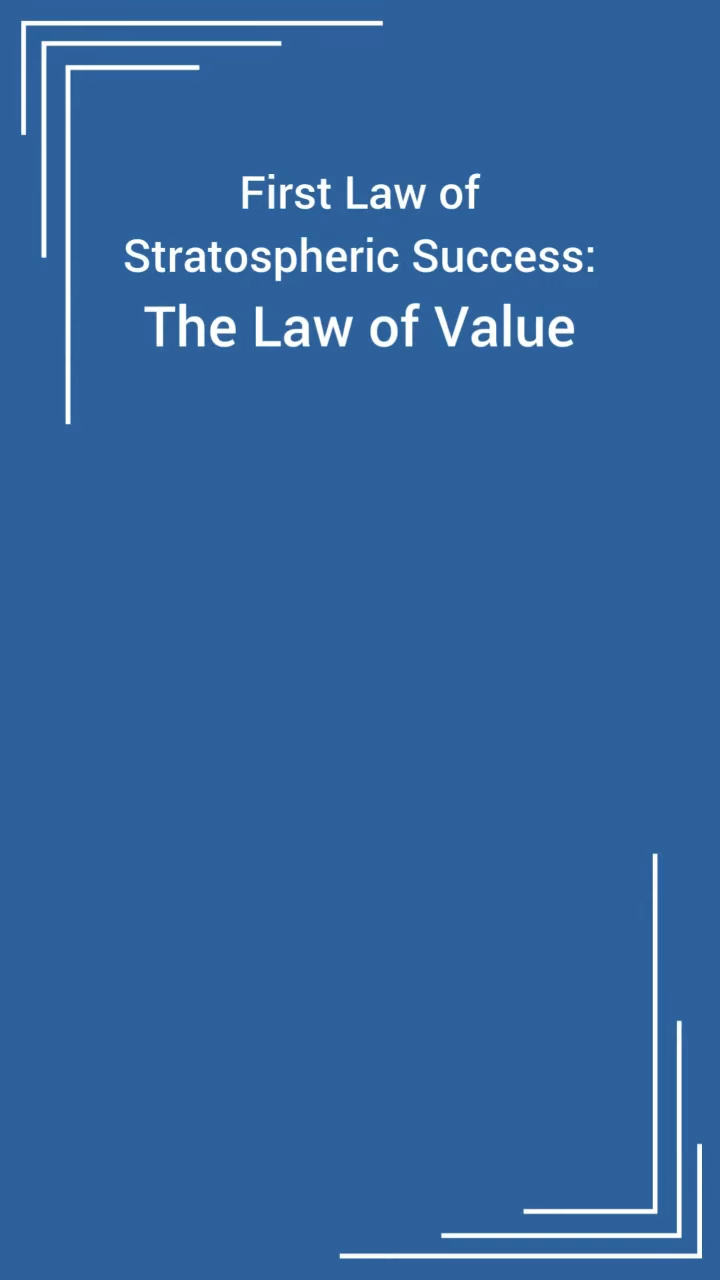 First Law of
Stratospheric Success:
The Law of Value